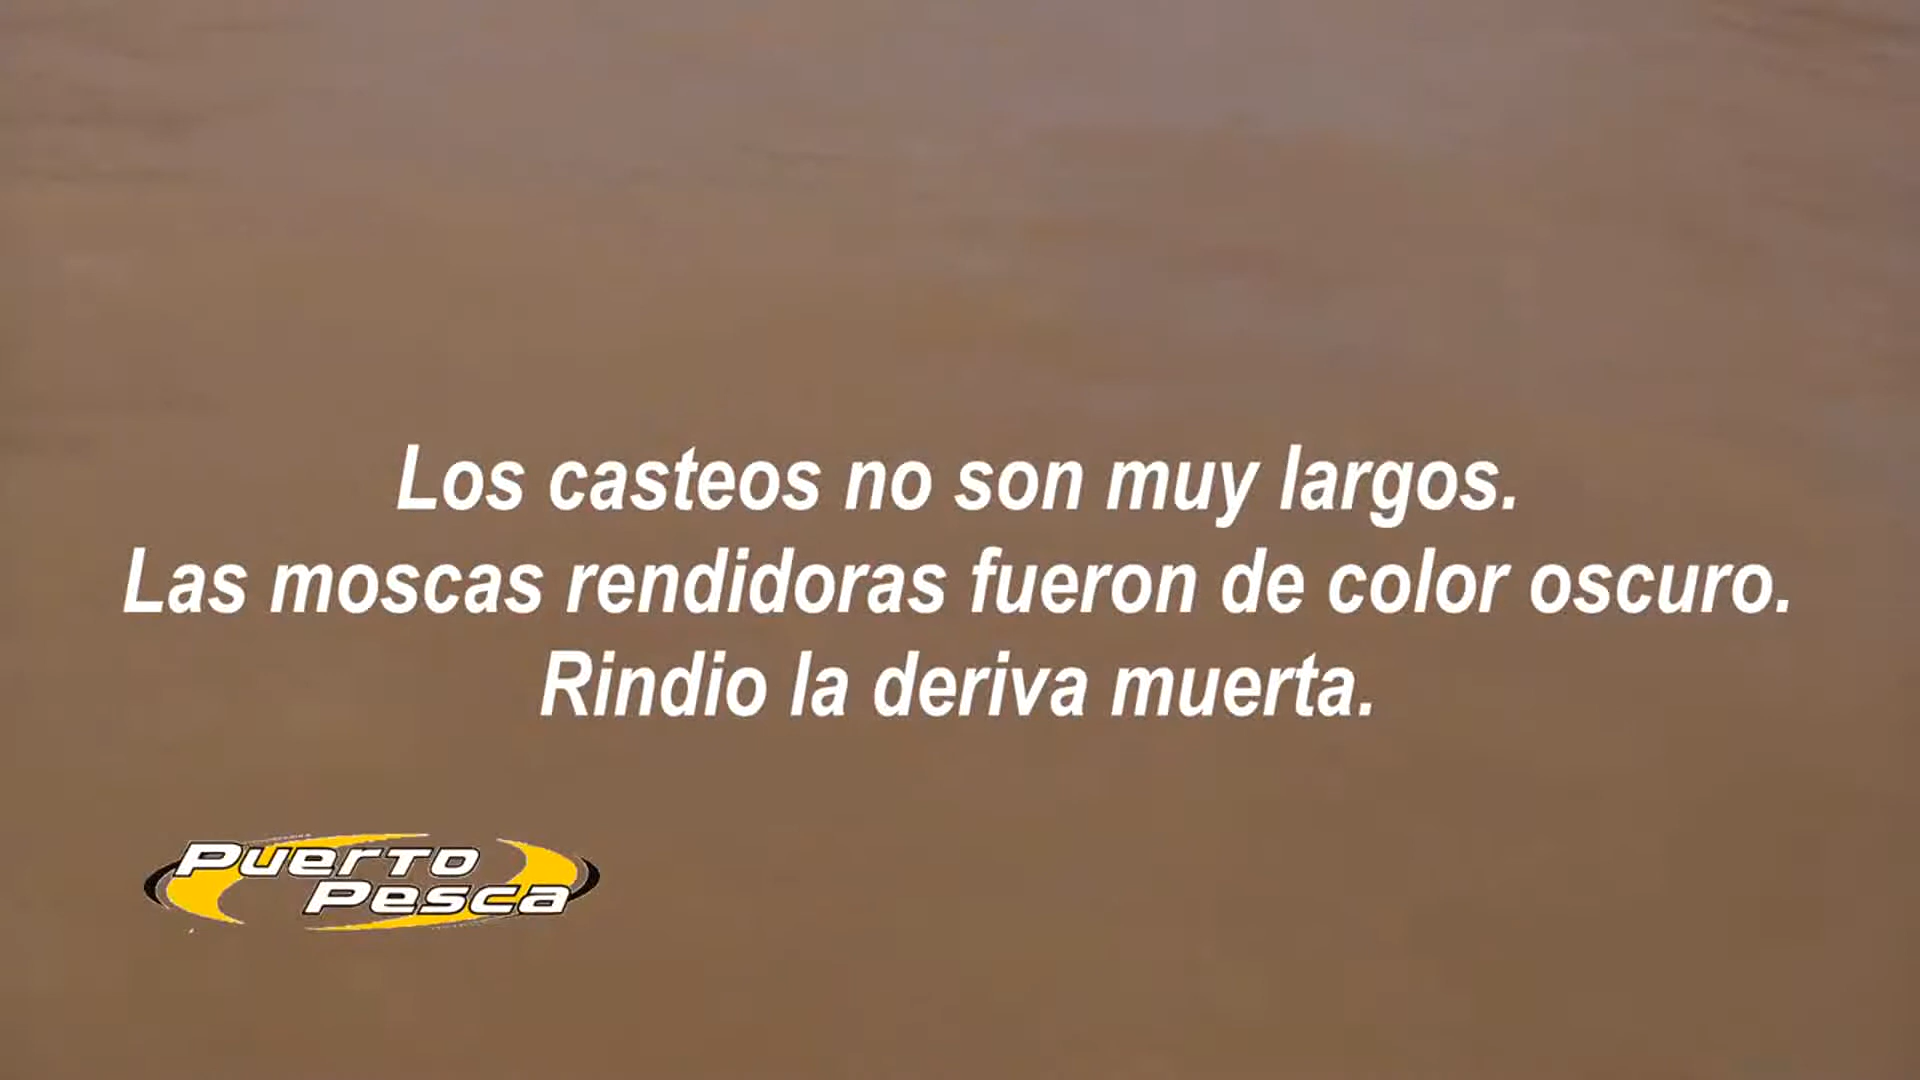 Los casteos no son muy largos.
Las moscas rendidoras fueron de color oscuro.
Rindio la deriva muerta.
Puerto
Pesca